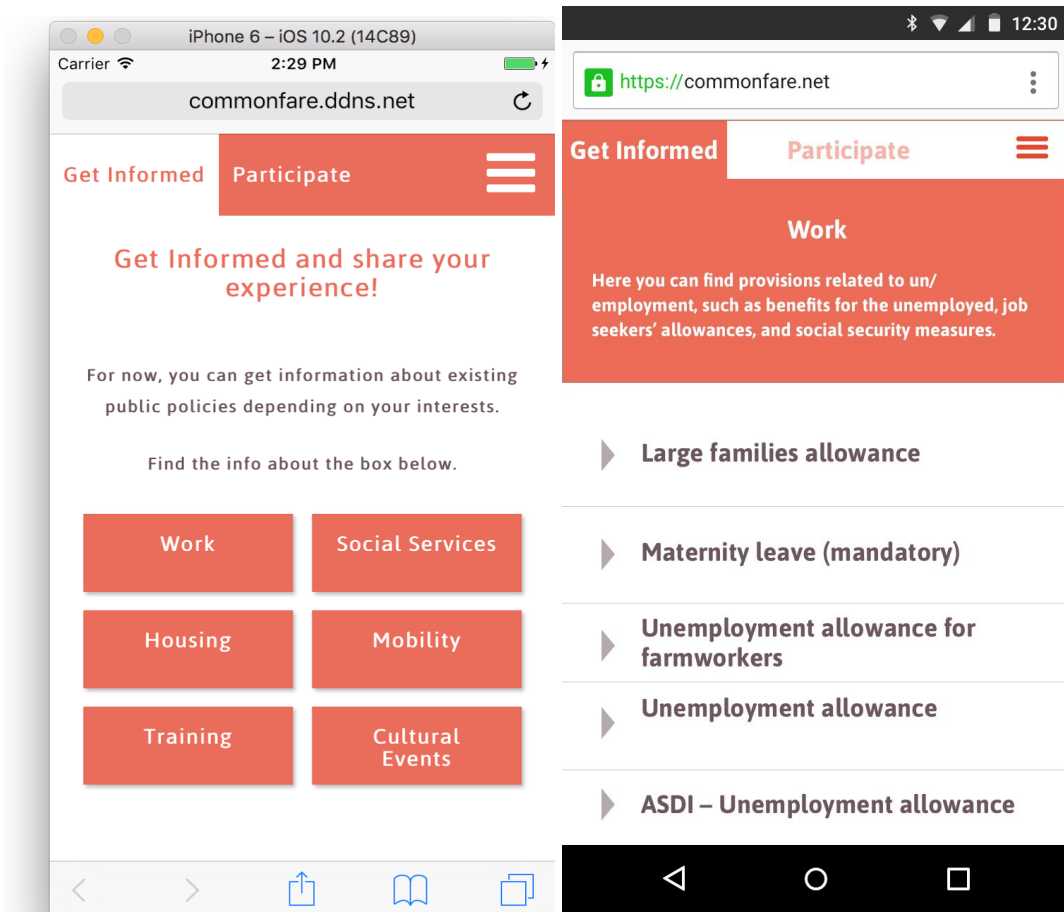 iPhone 6 – iOS 10.2 (14C89)
Carrier 2:29 PM
commonfare.ddns.net
Get Informed Participate
Get Informed and share your
experience!
For now, you can get information about existing
public policies depending on your interests.
Find the info about the box below.
Work Social Services
Housing Mobility
Training Cultural
Events
12:30
https://commonfare.net
Get Informed Participate
Work
Here you can find provisions related to un/
employment, such as benefits for the unemployed, job
seekers’ allowances, and social security measures.
Large families allowance
Maternity leave (mandatory)
Unemployment allowance for
farmworkers
Unemployment allowance
ASDI – Unemployment allowance